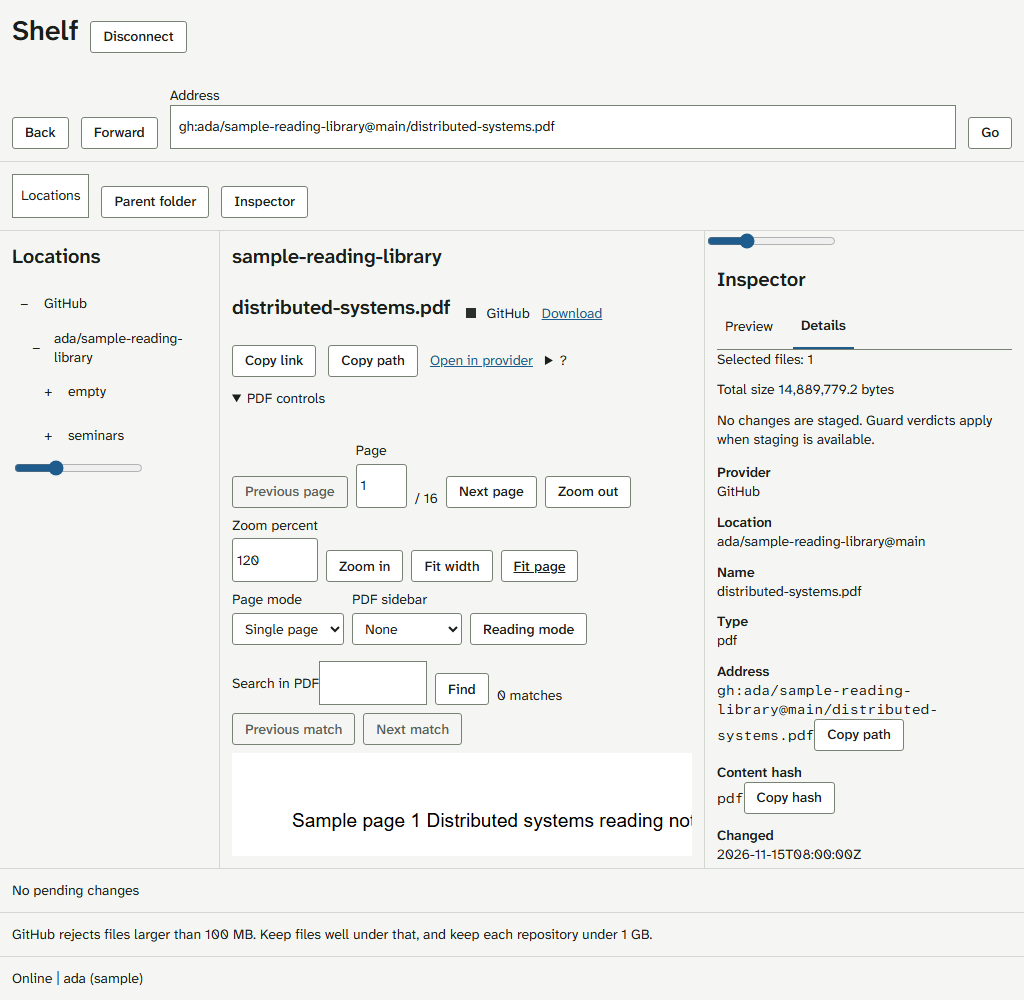 Shelf
Disconnect
Address
Back
Forward
gh:ada/sample-reading-library@main/distributed-systems.pdf
Go
Locations
Parent folder
Inspector
Locations
– GitHub
– ada/sample-reading-
library
+ empty
+ seminars
sample-reading-library
distributed-systems.pdf
GitHub
Download
Copy link
Copy path
Open in provider
?
PDF controls
Page
Previous page
1
/ 16
Next page
Zoom out
Zoom percent
120
Zoom in
Fit width
Fit page
Page mode
PDF sidebar
Single page
None
Reading mode
Search in PDF
Find
0 matches
Previous match
Next match
Sample page 1 Distributed systems reading
Inspector
Preview
Details
Selected files: 1
Total size 14,889,779.2 bytes
No changes are staged. Guard verdicts apply
when staging is available.
Provider
GitHub
Location
ada/sample-reading-library@main
Name
distributed-systems.pdf
Type
pdf
Address
gh:ada/sample-reading-
library@main/distributed-
systems.pdf
Copy path
Content hash
pdf
Copy hash
Changed
2026-11-15T08:00:00Z
No pending changes
GitHub rejects files larger than 100 MB. Keep files well under that, and keep each repository under 1 GB.
Online | ada (sample)